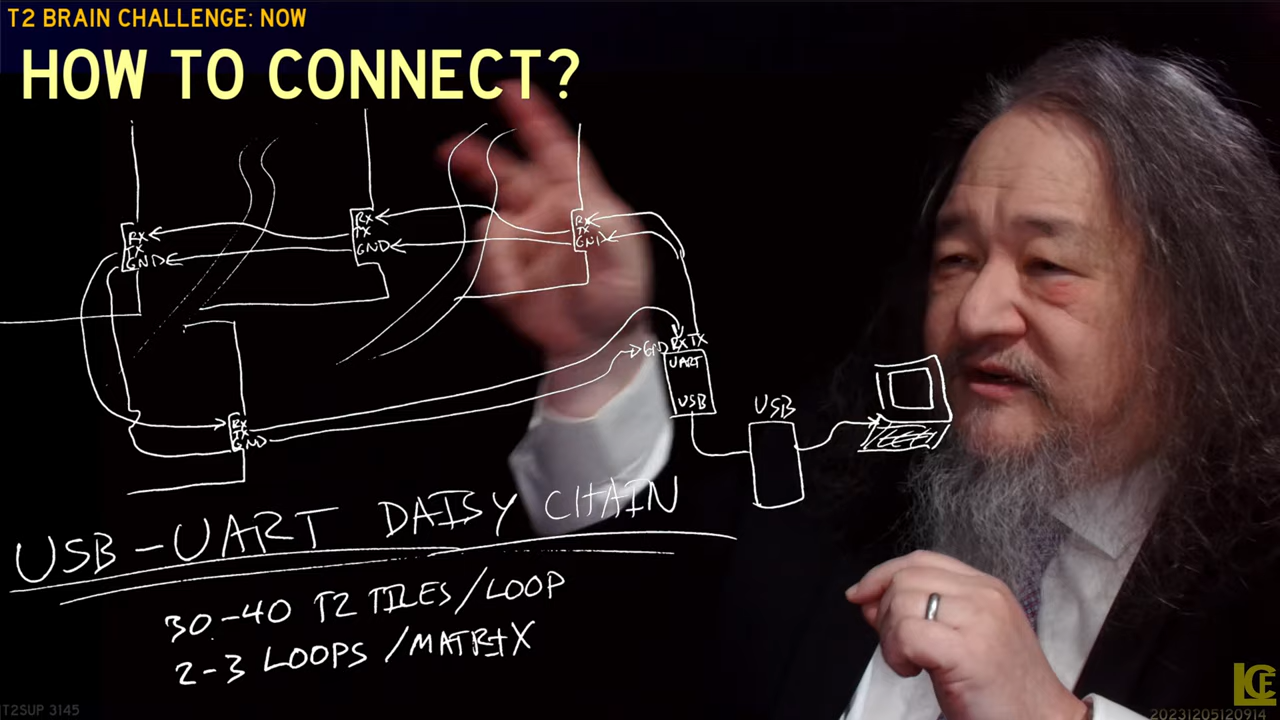 T2 BRAIN CHALLENGE: NOW
HOW TO CONNECT?
RX
TX
GND
RX
TX
GND
RX
TX
GND
GND RX TX
UART
USB
USB
RX
TX
GND
USB-UART DAISY CHAIN
30-40 T2 TILES/LOOP
2-3 LOOPS/MATRIX
T2SUP 3145
20231205120914